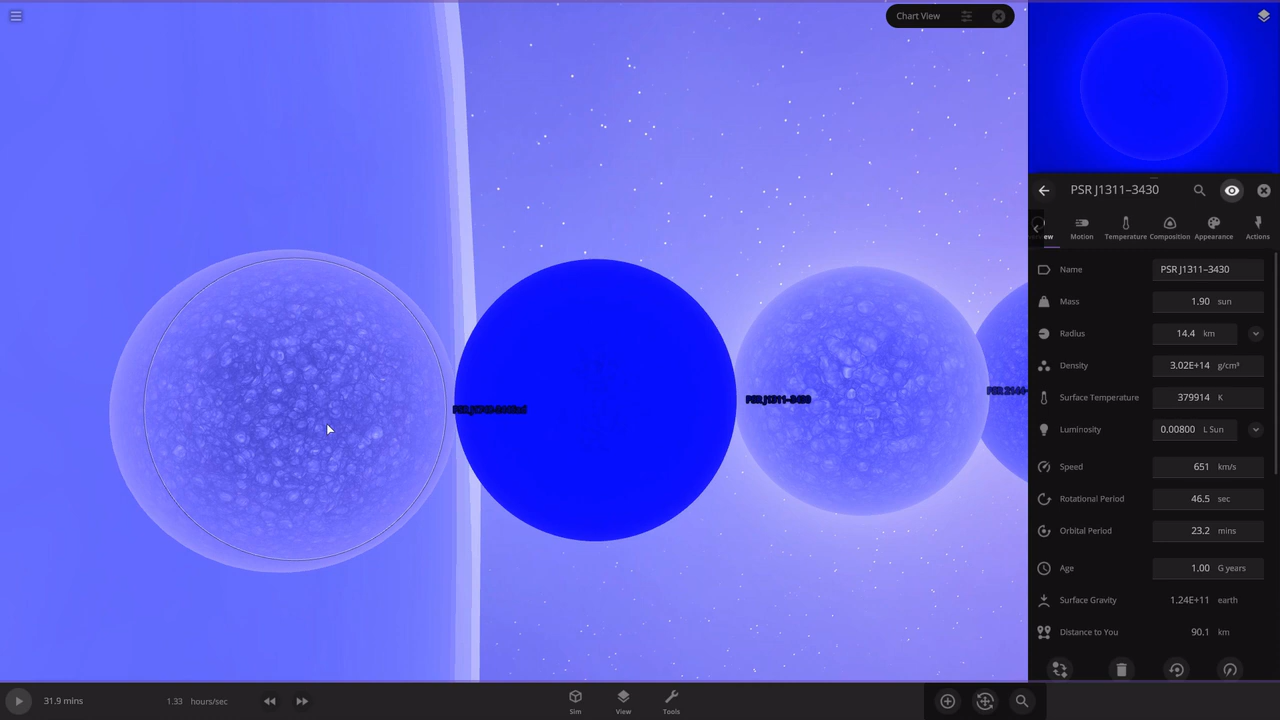 Chart View
PSR J1311–3430
Motion
Temperature
Composition
Appearance
Actions
Name
PSR J1311–3430
Mass
1.90 sun
Radius
14.4 km
Density
3.02E+14 g/cm³
Surface Temperature
379914 K
Luminosity
0.00800 L Sun
Speed
651 km/s
Rotational Period
46.5 sec
Orbital Period
23.2 mins
Age
1.00 G years
Surface Gravity
1.24E+11 earth
Distance to You
90.1 km
PSR J1311–3430
31.9 mins
1.33 hours/sec
Sim
View
Tools